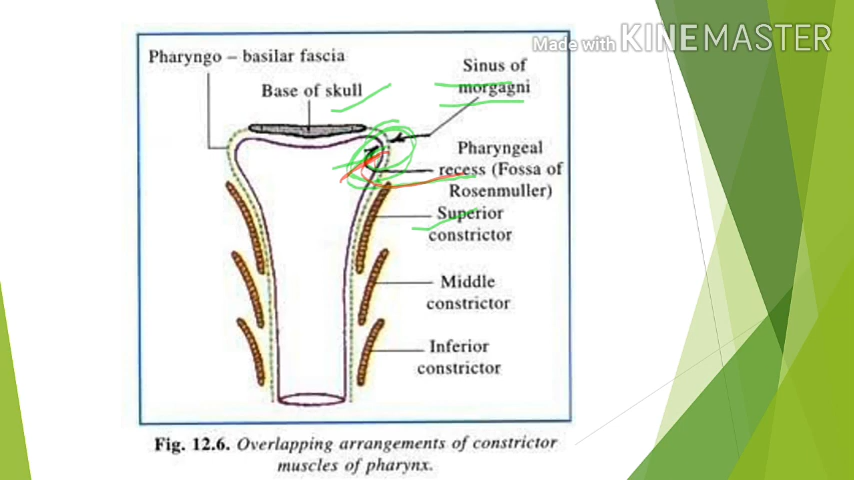 Made with KINEMASTER
Pharyngo – basilar fascia
Base of skull
Sinus of
morgagni
Pharyngeal
recess (Fossa of
Rosenmuller)
Superior
constrictor
Middle
constrictor
Inferior
constrictor
Fig. 12.6. Overlapping arrangements of constrictor
muscles of pharynx.